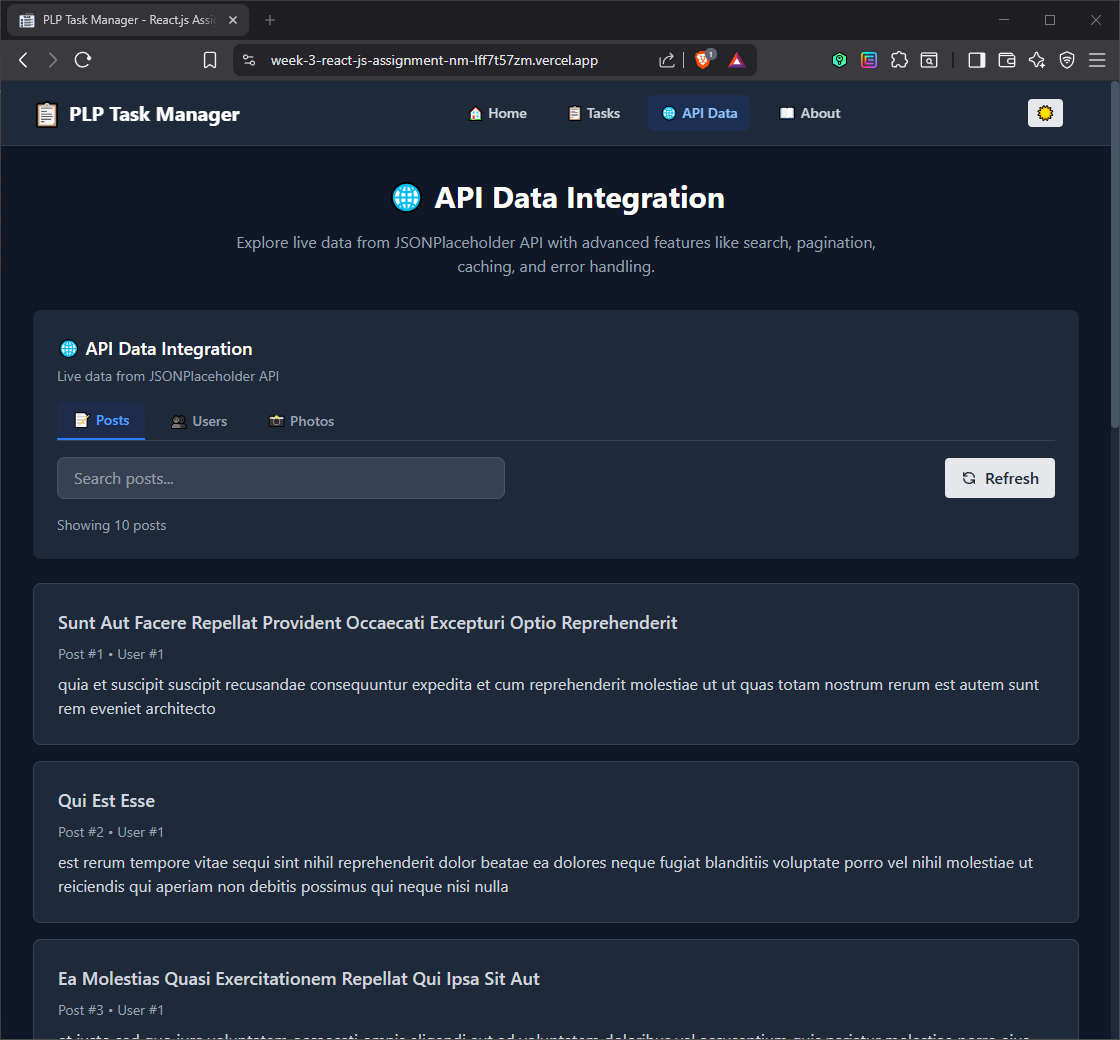 PLP Task Manager - React.js Assi
week-3-react-js-assignment-nm-lff7t57zm.vercel.app
1
PLP Task Manager
Home
Tasks
API Data
About
API Data Integration
Explore live data from JSONPlaceholder API with advanced features like search, pagination,
caching, and error handling.
API Data Integration
Live data from JSONPlaceholder API
Posts
Users
Photos
Search posts...
Refresh
Showing 10 posts
Sunt Aut Facere Repellat Provident Occaecati Excepturi Optio Reprehenderit
Post #1 • User #1
quia et suscipit suscipit recusandae consequuntur expedita et cum reprehenderit molestiae ut ut quas totam nostrum rerum est autem sunt
rem eveniet architecto
Qui Est Esse
Post #2 • User #1
est rerum tempore vitae sequi sint nihil reprehenderit dolor beatae ea dolores neque fugiat blanditiis voluptate porro vel nihil molestiae ut
reiciendis qui aperiam non debitis possimus qui neque nisi nulla
Ea Molestias Quasi Exercitationem Repellat Qui Ipsa Sit Aut
Post #3 • User #1